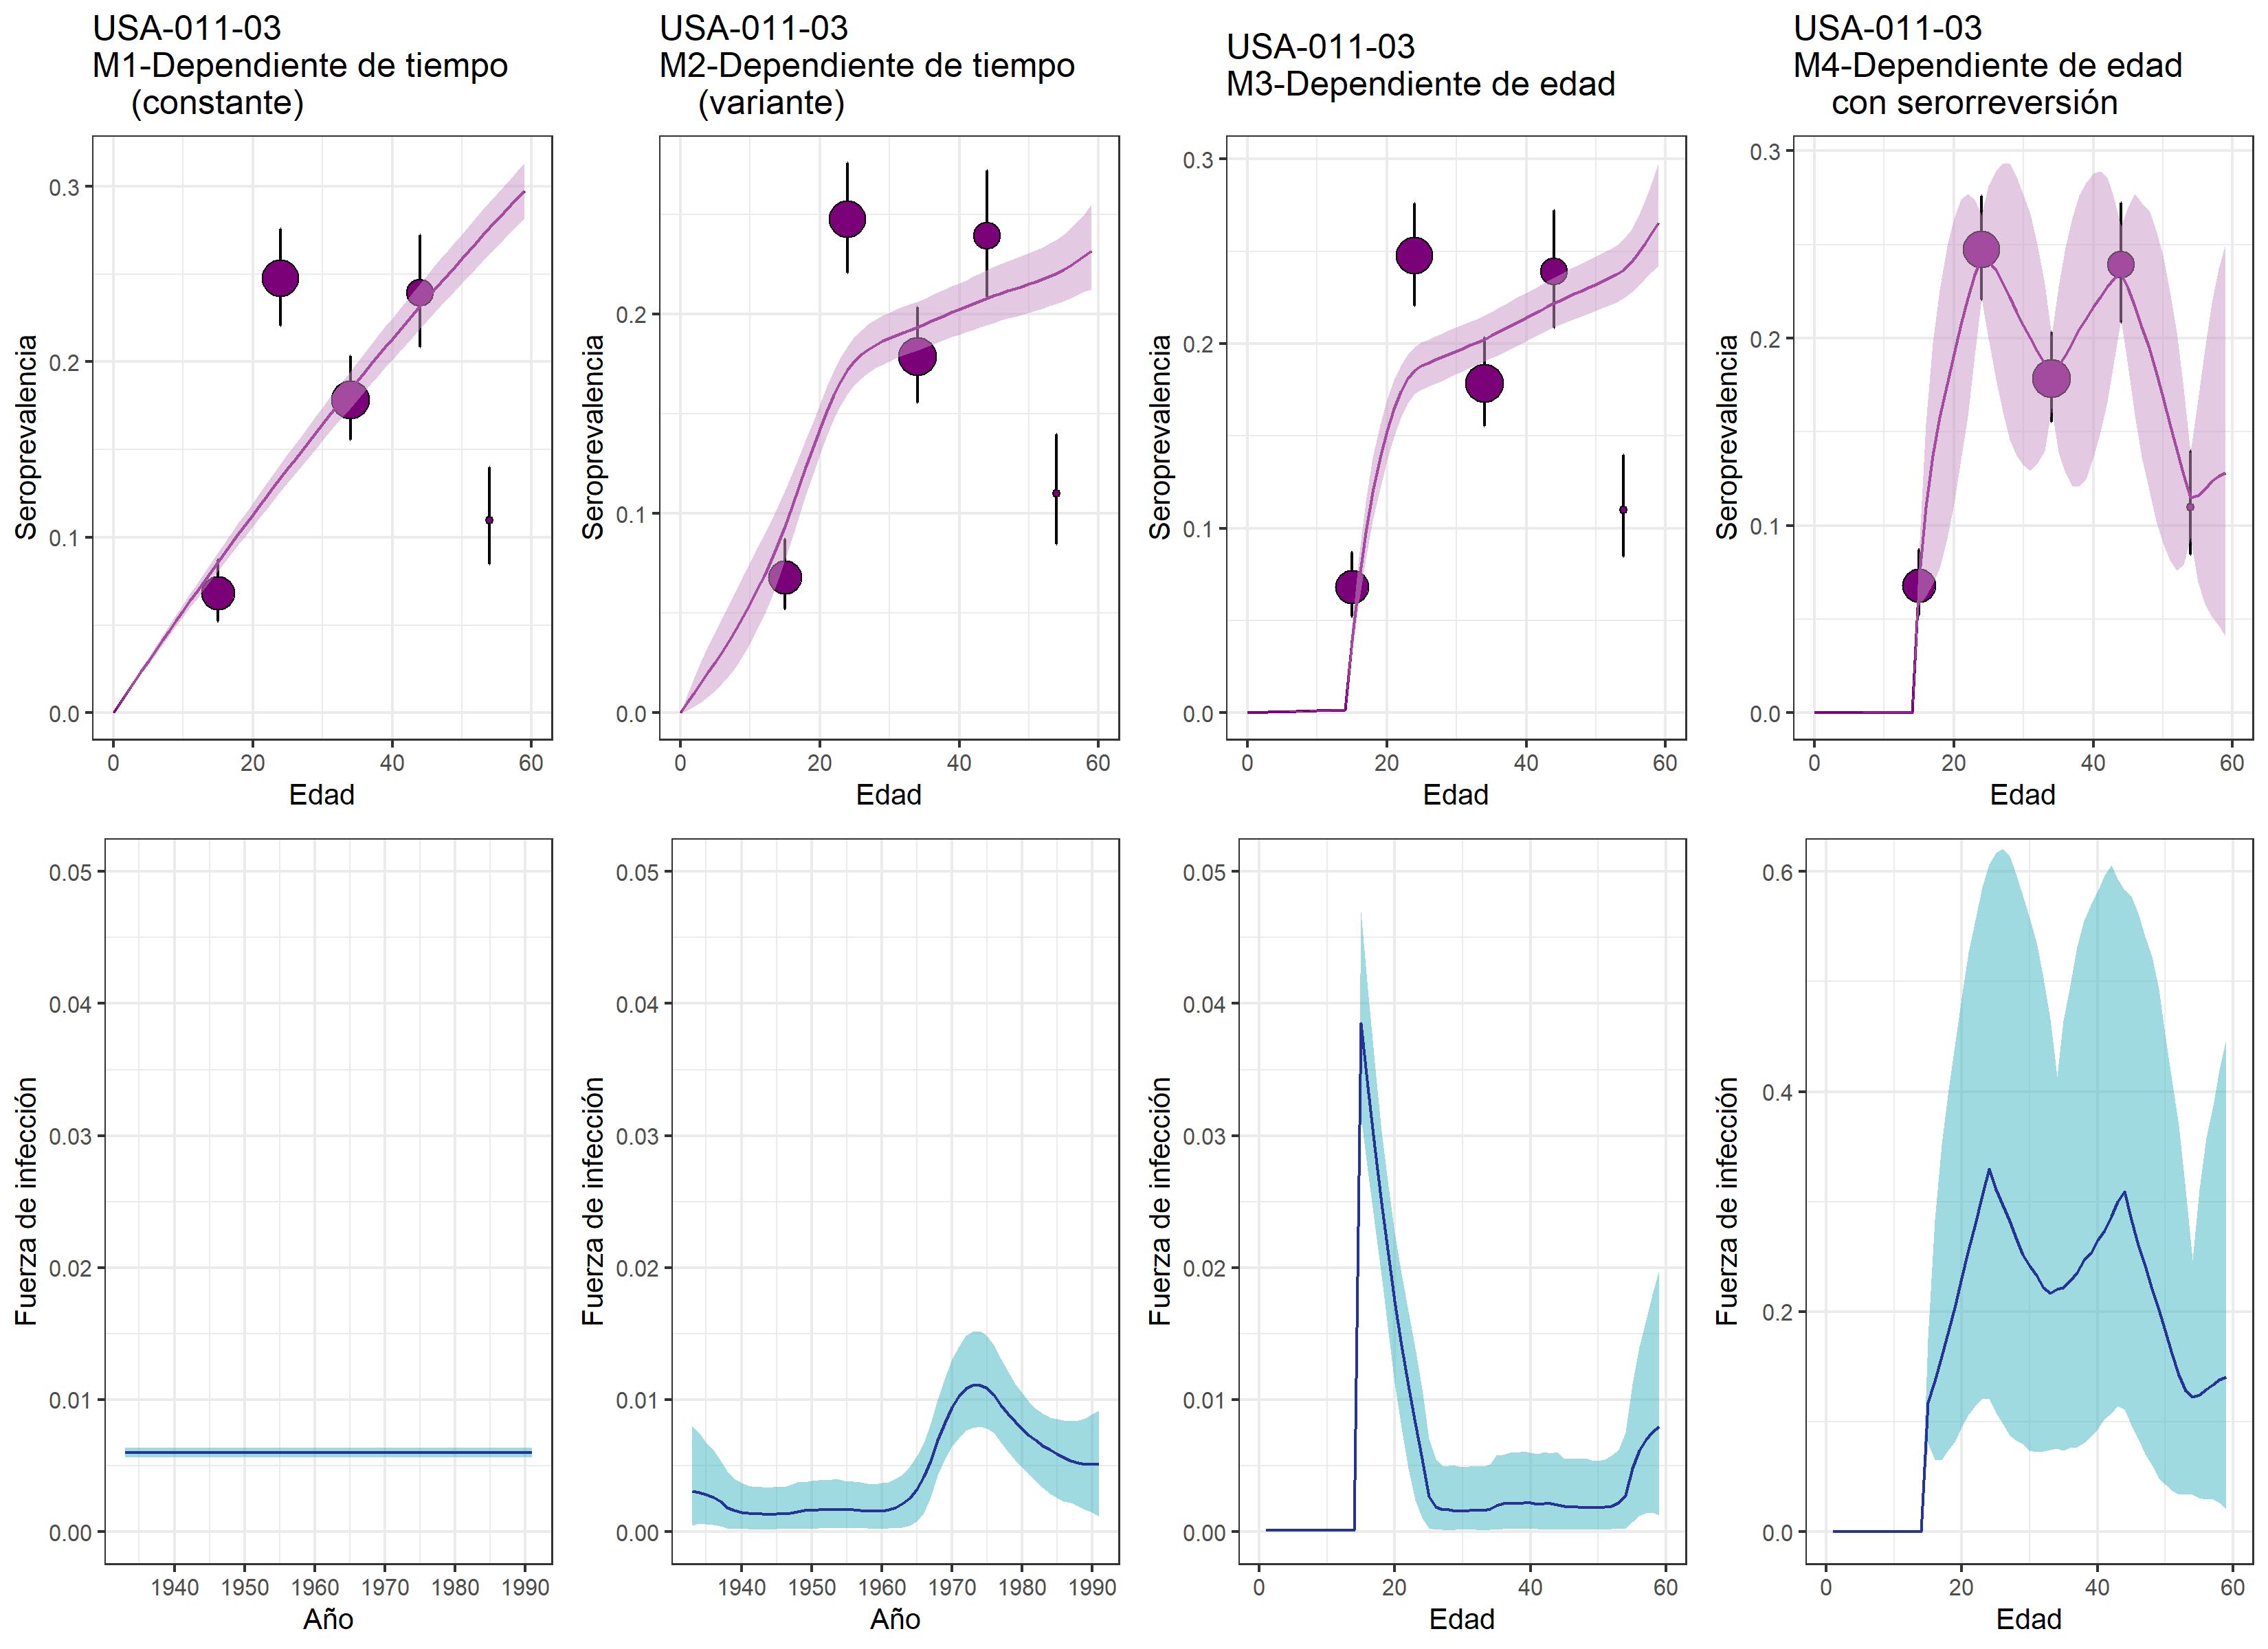 USA-011-03
M1-Dependiente de tiempo
(constante)
USA-011-03
M2-Dependiente de tiempo
(variante)
USA-011-03
M3-Dependiente de edad
USA-011-03
M4-Dependiente de edad
con serorreversión
Seroprevalencia
0.3
0.2
0.1
0.0
0
20
40
60
Edad
Seroprevalencia
0.2
0.1
0.0
0
20
40
60
Edad
Seroprevalencia
0.3
0.2
0.1
0.0
0
20
40
60
Edad
Seroprevalencia
0.3
0.2
0.1
0.0
0
20
40
60
Edad
Fuerza de infección
0.05
0.04
0.03
0.02
0.01
0.00
1940
1950
1960
1970
1980
1990
Año
Fuerza de infección
0.05
0.04
0.03
0.02
0.01
0.00
1940
1950
1960
1970
1980
1990
Año
Fuerza de infección
0.05
0.04
0.03
0.02
0.01
0.00
0
20
40
60
Edad
Fuerza de infección
0.6
0.4
0.2
0.0
0
20
40
60
Edad